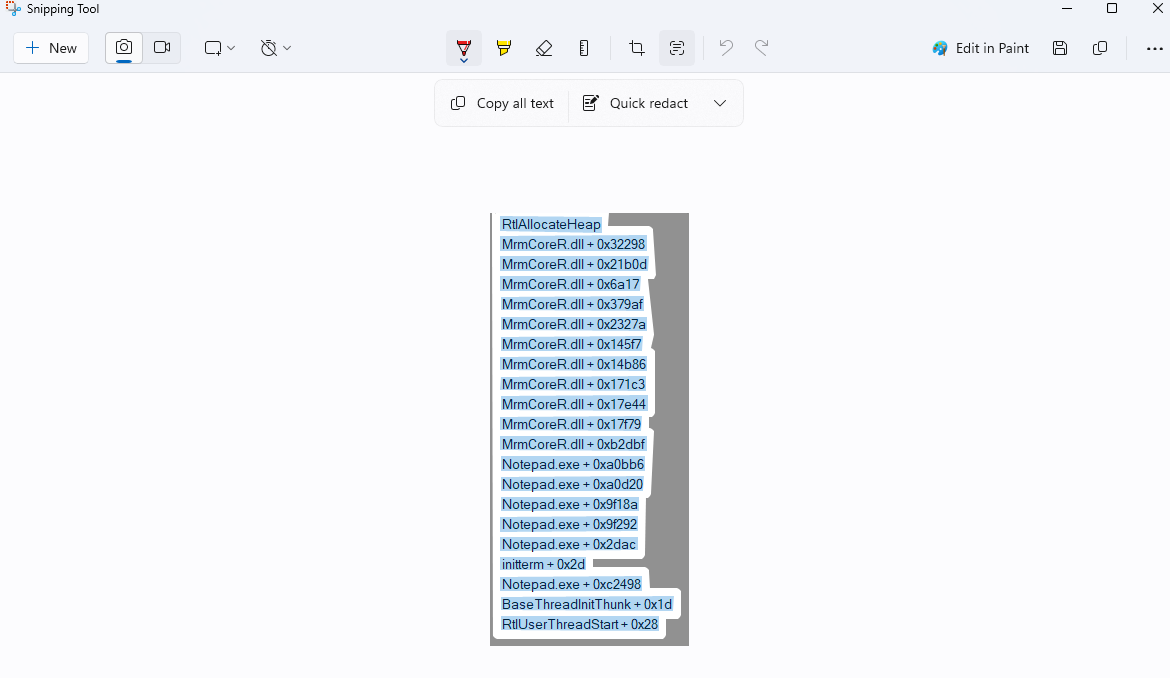 Snipping Tool
New
Edit in Paint
Copy all text
Quick redact
RtlAllocateHeap
MrmCoreR.dll + 0x32298
MrmCoreR.dll + 0x21b0d
MrmCoreR.dll + 0x6a17
MrmCoreR.dll + 0x379af
MrmCoreR.dll + 0x2327a
MrmCoreR.dll + 0x145f7
MrmCoreR.dll + 0x14b86
MrmCoreR.dll + 0x171c3
MrmCoreR.dll + 0x17e44
MrmCoreR.dll + 0x17f79
MrmCoreR.dll + 0xb2dbf
Notepad.exe + 0xa0bb6
Notepad.exe + 0xa0d20
Notepad.exe + 0x9f18a
Notepad.exe + 0x9f292
Notepad.exe + 0x2dac
initterm + 0x2d
Notepad.exe + 0xc2498
BaseThreadInitThunk + 0x1d
RtlUserThreadStart + 0x28